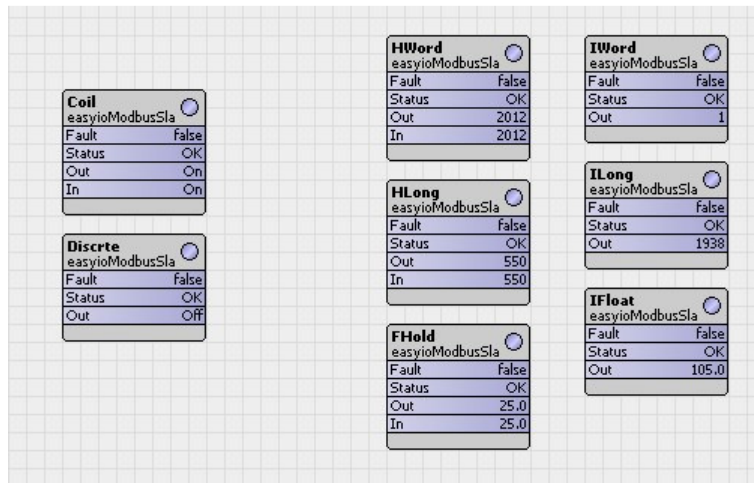 Coil
easyioModbusSla
Fault false
Status OK
Out On
In On
Discrte
easyioModbusSla
Fault false
Status OK
Out Off
HWord
easyioModbusSla
Fault false
Status OK
Out 2012
In 2012
HLong
easyioModbusSla
Fault false
Status OK
Out 550
In 550
FHold
easyioModbusSla
Fault false
Status OK
Out 25.0
In 25.0
IWord
easyioModbusSla
Fault false
Status OK
Out 1
ILong
easyioModbusSla
Fault false
Status OK
Out 1938
IFloat
easyioModbusSla
Fault false
Status OK
Out 105.0